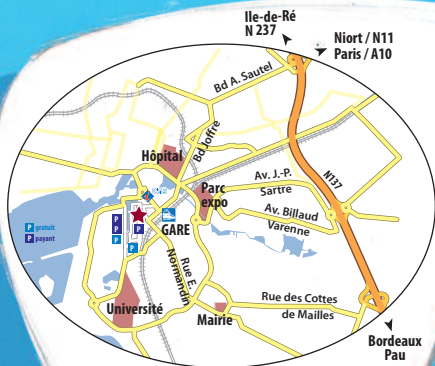 Ile-de-Ré
N 237
Niort / N11
Paris / A10
Bd A. Sautel
Bd Joffre
Hôpital
Parc
expo
Av. J.-P.
Sartre
N137
Av. Billaud
Varenne
P gratuit
P payant
P
P
P
P
P
GARE
Rue E.
Normandin
Université
Mairie
Rue des Cottes
de Mailles
Bordeaux
Pau